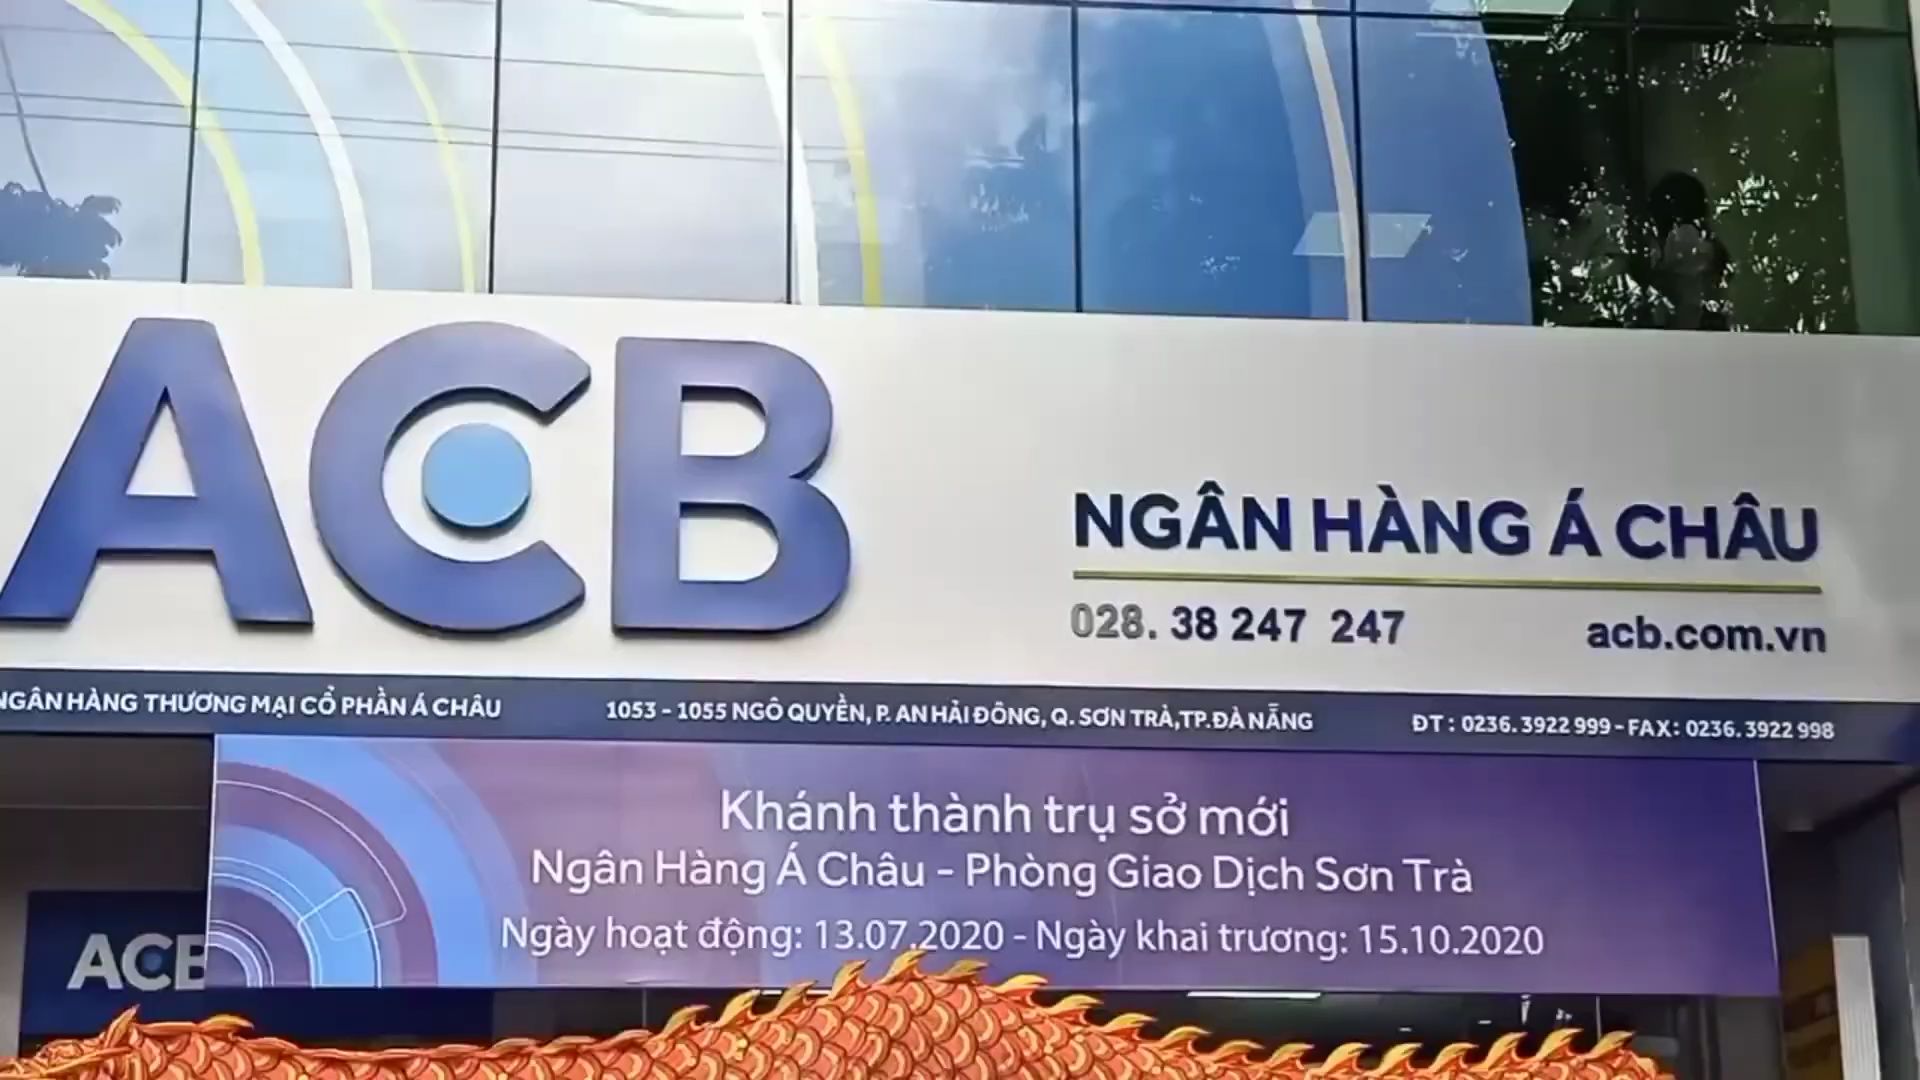 ACB
NGÂN HÀNG Á CHÂU
028. 38 247 247 acb.com.vn
NGÂN HÀNG THƯƠNG MẠI CỔ PHẦN Á CHÂU 1053 - 1055 NGÔ QUYỀN, P. AN HẢI ĐÔNG, Q. SƠN TRÀ,TP.ĐÀ NẴNG ĐT : 0236. 3922 999 - FAX: 0236. 3922 998
Khánh thành trụ sở mới
Ngân Hàng Á Châu - Phòng Giao Dịch Sơn Trà
Ngày hoạt động: 13.07.2020 - Ngày khai trương: 15.10.2020
ACB